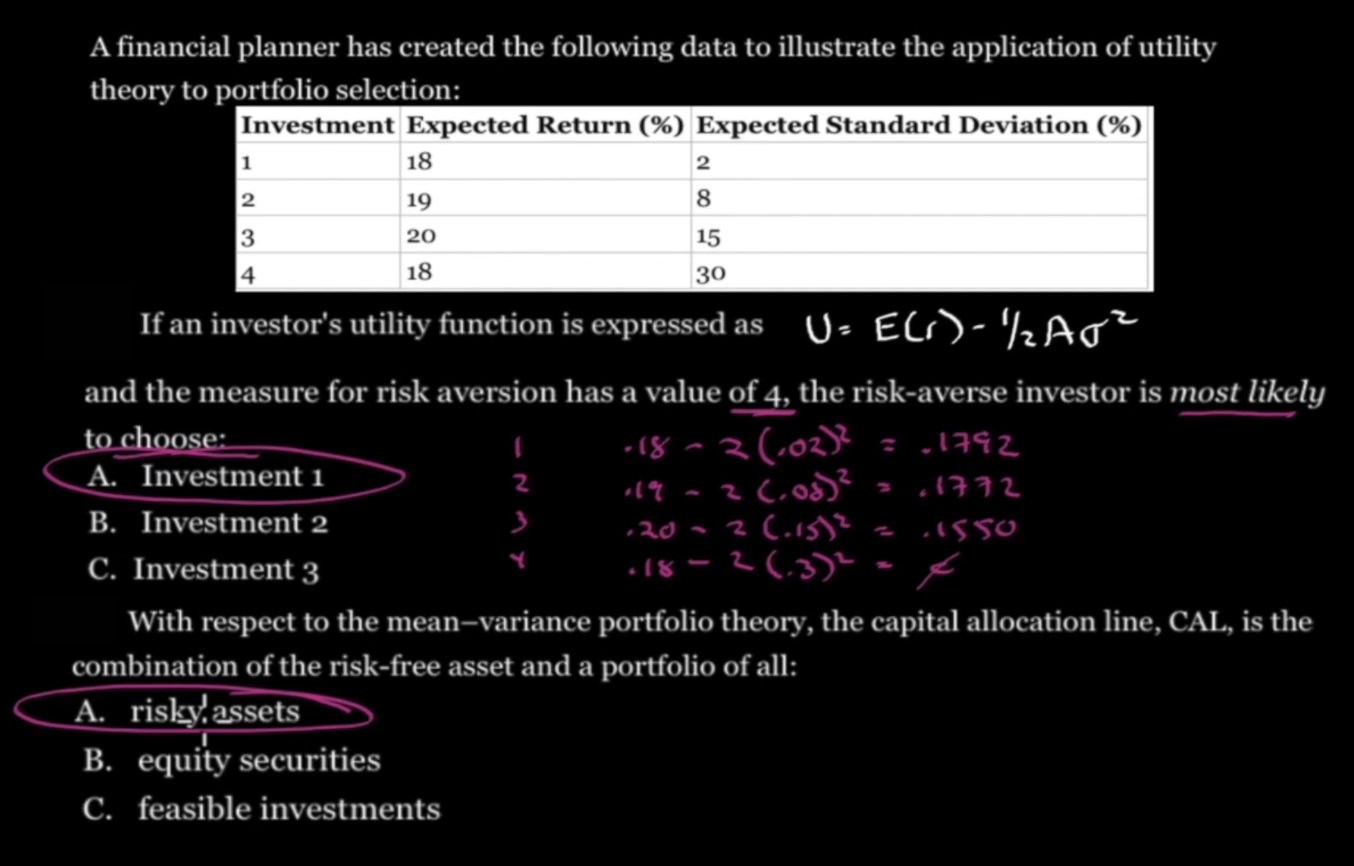 A financial planner has created the following data to illustrate the application of utility
theory to portfolio selection:
Investment Expected Return (%) Expected Standard Deviation (%)
1 18 2
2 19 8
3 20 15
4 18 30
If an investor's utility function is expressed as U = E(r) - 1/2 Aσ²
and the measure for risk aversion has a value of 4, the risk-averse investor is most likely
to choose:
1 .18 - 2 (.02)² = .1792
A. Investment 1
2 .19 - 2 (.08)² = .1772
B. Investment 2
3 .20 - 2 (.15)² = .1550
C. Investment 3
4 .18 - 2 (.3)² =
With respect to the mean–variance portfolio theory, the capital allocation line, CAL, is the
combination of the risk-free asset and a portfolio of all:
A. risky assets
B. equity securities
C. feasible investments